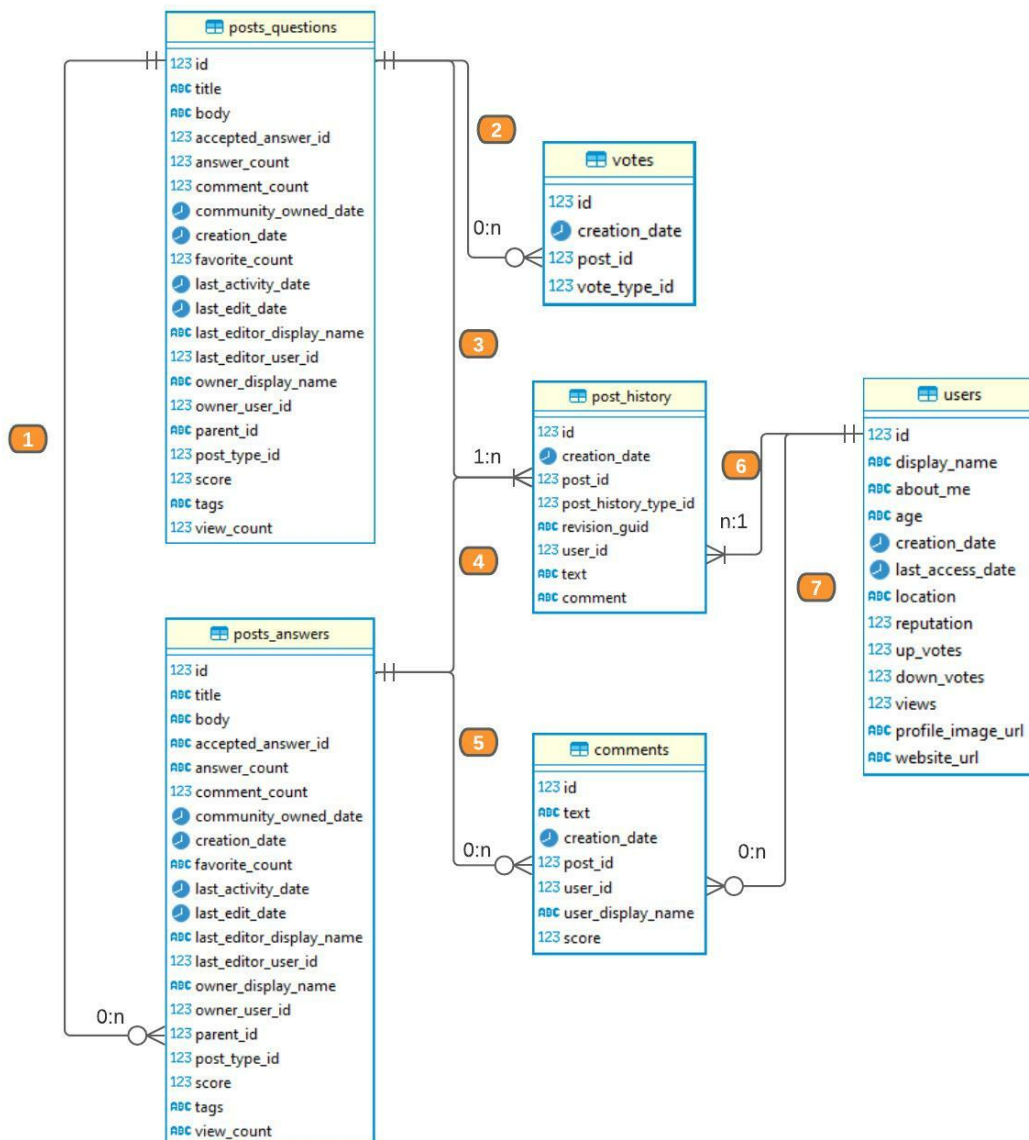 posts_questions
123 id
ABC title
ABC body
123 accepted_answer_id
123 answer_count
123 comment_count
community_owned_date
creation_date
123 favorite_count
last_activity_date
last_edit_date
ABC last_editor_display_name
123 last_editor_user_id
ABC owner_display_name
123 owner_user_id
ABC parent_id
123 post_type_id
123 score
ABC tags
123 view_count
1
2
0:n
votes
123 id
creation_date
123 post_id
123 vote_type_id
3
1:n
4
post_history
123 id
creation_date
123 post_id
123 post_history_type_id
ABC revision_guid
123 user_id
ABC text
ABC comment
6
n:1
7
users
123 id
ABC display_name
ABC about_me
ABC age
creation_date
last_access_date
ABC location
123 reputation
123 up_votes
123 down_votes
123 views
ABC profile_image_url
ABC website_url
posts_answers
123 id
ABC title
ABC body
ABC accepted_answer_id
ABC answer_count
123 comment_count
community_owned_date
creation_date
ABC favorite_count
last_activity_date
last_edit_date
ABC last_editor_display_name
123 last_editor_user_id
ABC owner_display_name
123 owner_user_id
123 parent_id
123 post_type_id
123 score
ABC tags
ABC view_count
0:n
5
0:n
comments
123 id
ABC text
creation_date
123 post_id
123 user_id
ABC user_display_name
123 score
0:n